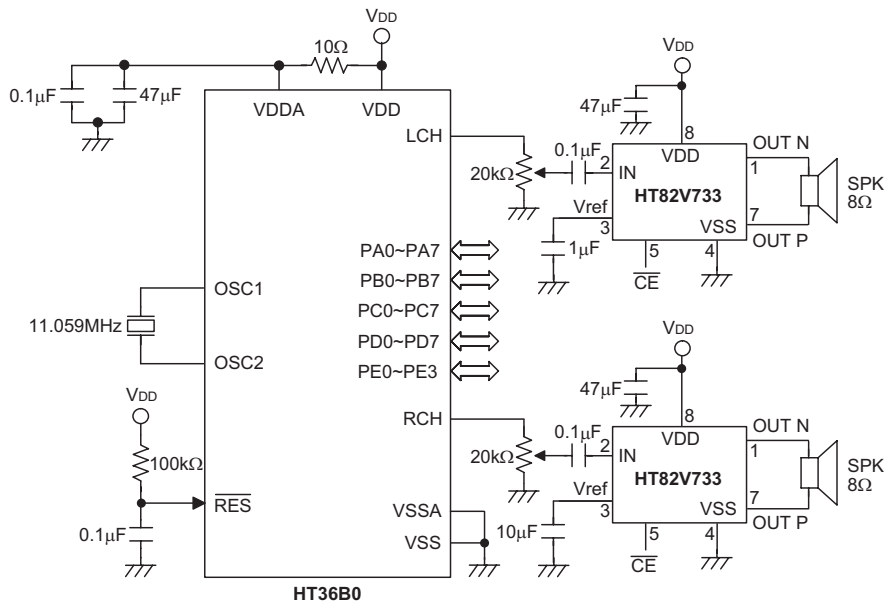 VDD
10Ω
0.1μF
47μF
VDDA
VDD
LCH
20kΩ
0.1μF
VDD
47μF
8
VDD
2
IN
HT82V733
OUT N
1
SPK
8Ω
Vref
3
1μF
VSS
7
OUT P
5
4
CE
PA0~PA7
PB0~PB7
PC0~PC7
PD0~PD7
PE0~PE3
OSC1
11.059MHz
OSC2
VDD
100kΩ
RES
0.1μF
RCH
20kΩ
0.1μF
VDD
47μF
8
VDD
2
IN
HT82V733
OUT N
1
SPK
8Ω
Vref
3
10μF
VSS
7
OUT P
5
4
CE
VSSA
VSS
HT36B0